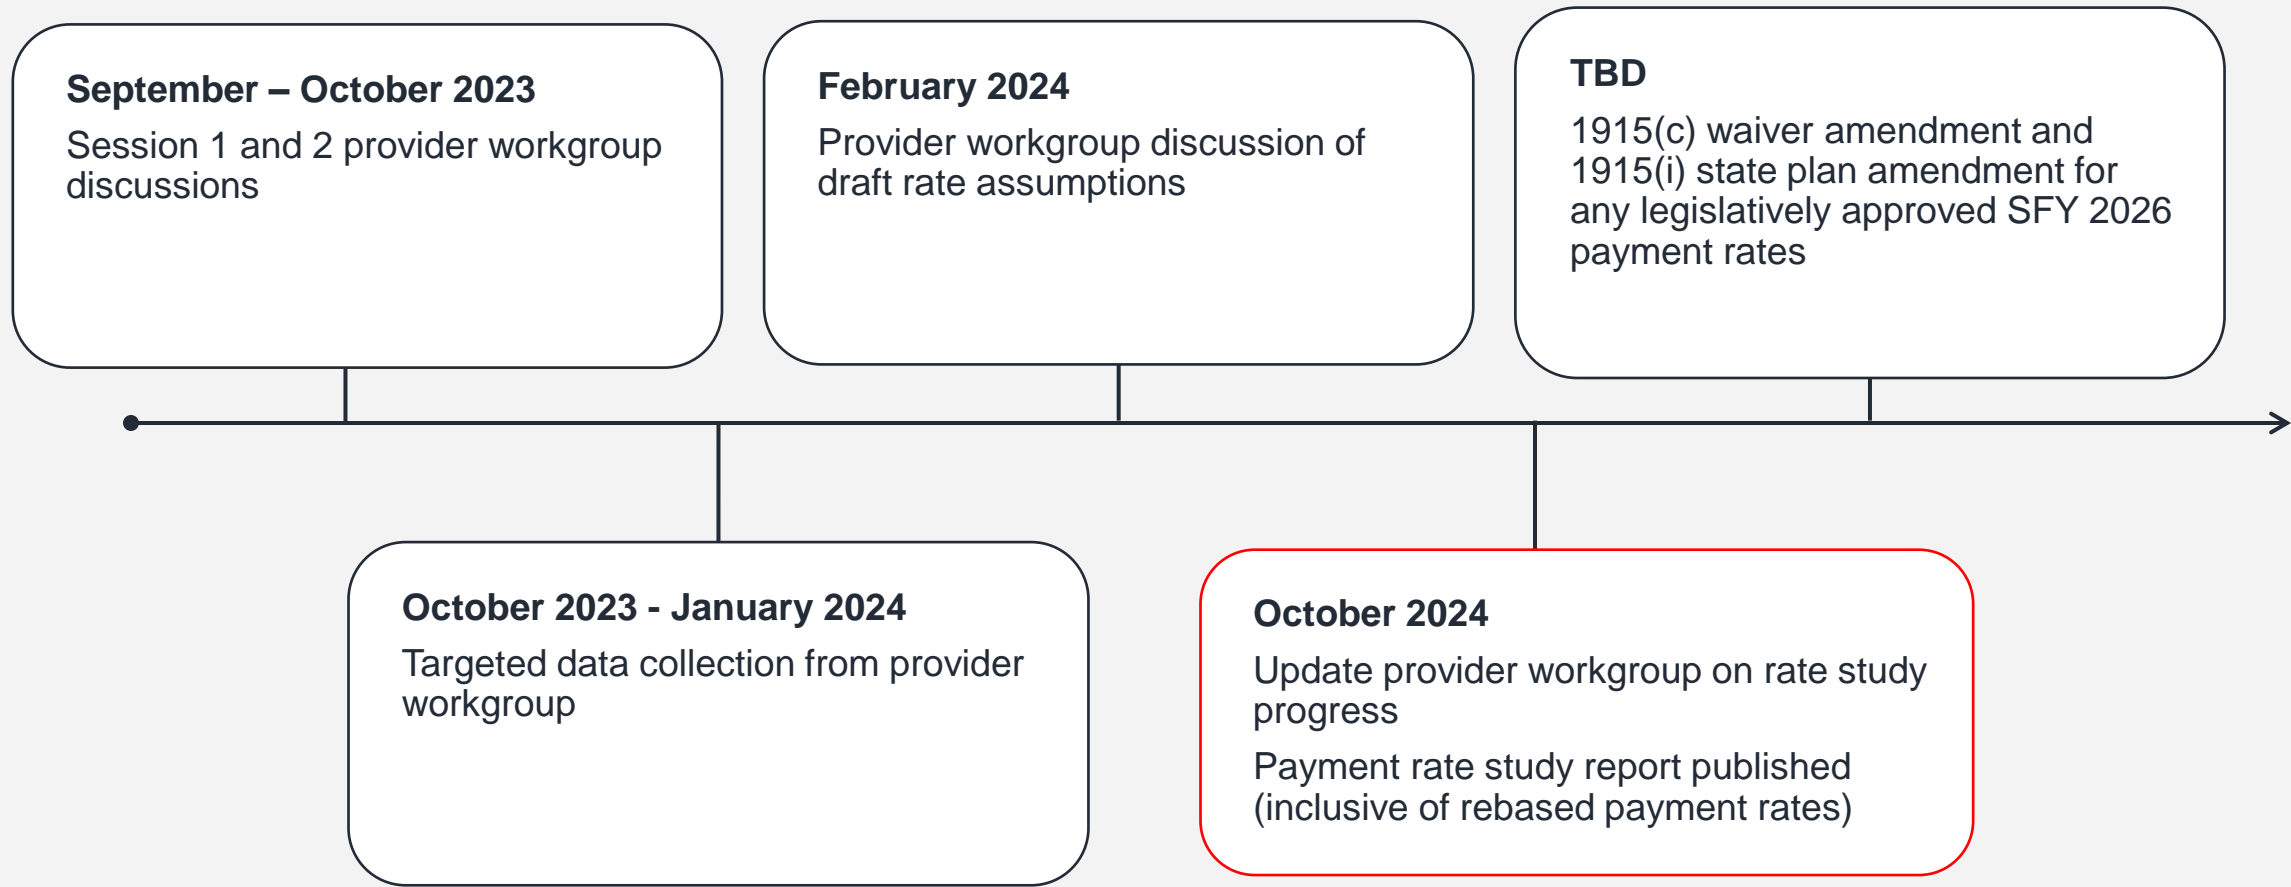 September – October 2023
Session 1 and 2 provider workgroup
discussions
February 2024
Provider workgroup discussion of
draft rate assumptions
TBD
1915(c) waiver amendment and
1915(i) state plan amendment for
any legislatively approved SFY 2026
payment rates
October 2023 - January 2024
Targeted data collection from provider
workgroup
October 2024
Update provider workgroup on rate study
progress
Payment rate study report published
(inclusive of rebased payment rates)